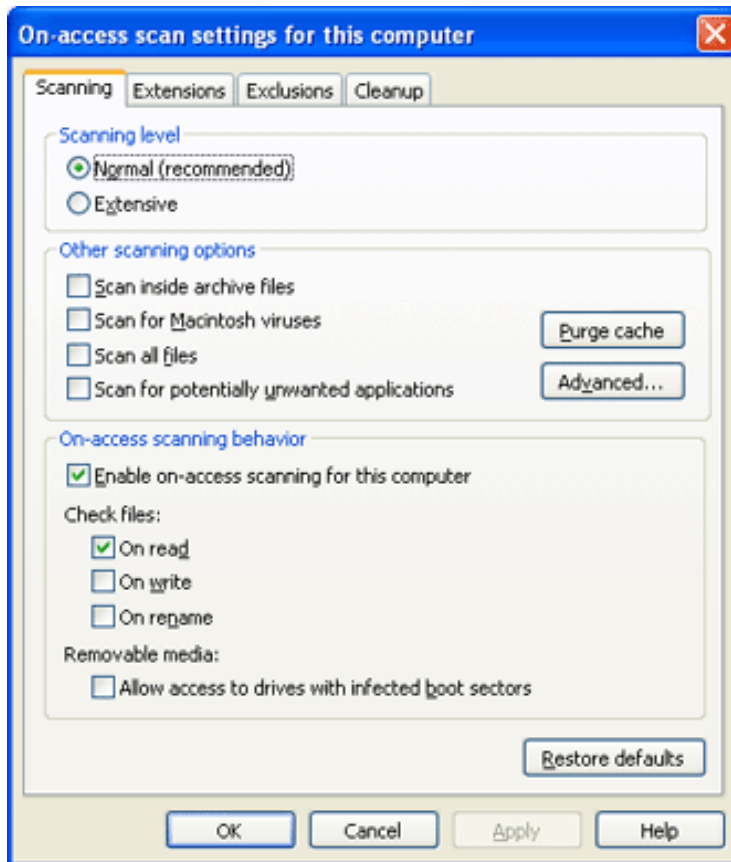 On-access scan settings for this computer
Scanning Extensions Exclusions Cleanup
Scanning level
Normal (recommended)
Extensive
Other scanning options
Scan inside archive files
Scan for Macintosh viruses
Purge cache
Scan all files
Advanced...
Scan for potentially unwanted applications
On-access scanning behavior
Enable on-access scanning for this computer
Check files:
On read
On write
On rename
Removable media:
Allow access to drives with infected boot sectors
Restore defaults
OK Cancel Apply Help